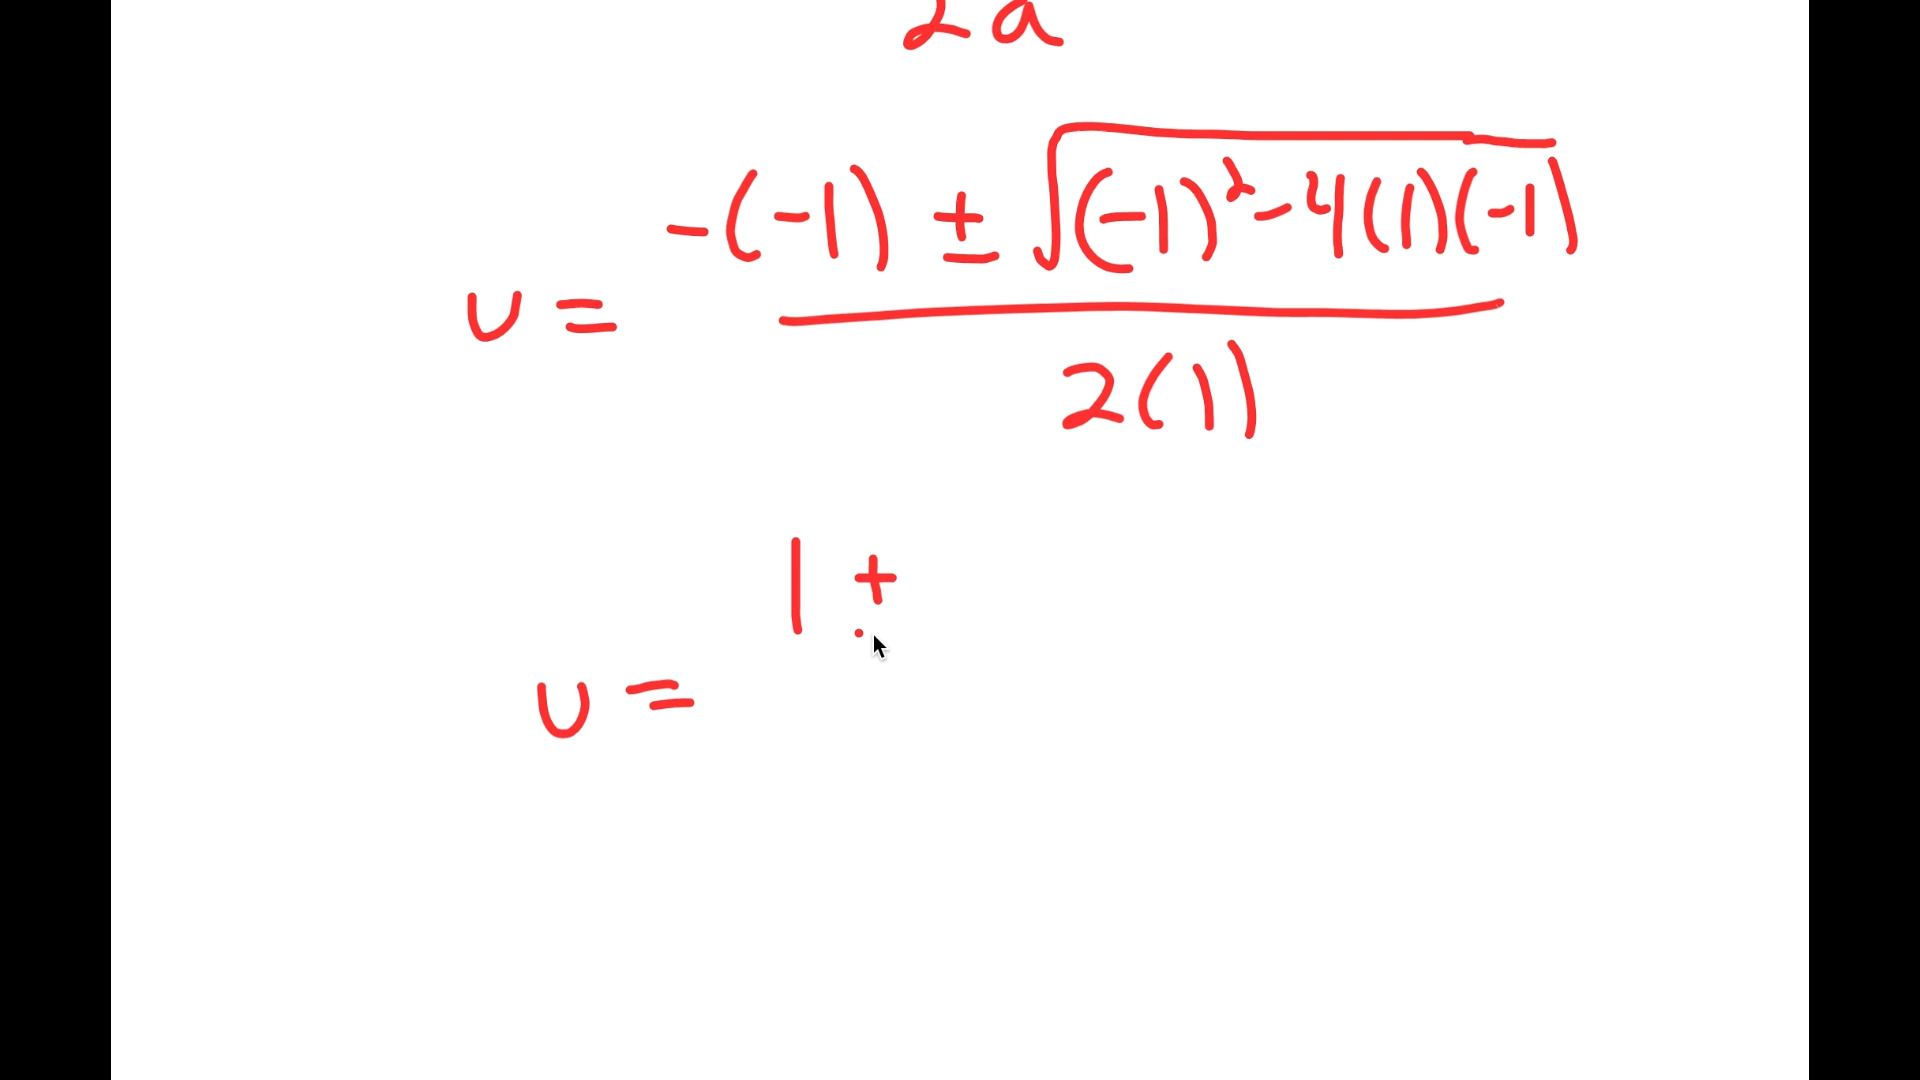 2a
-(-1) ± √(-1)²-4(1)(-1)
u =
2(1)
1 +
u =